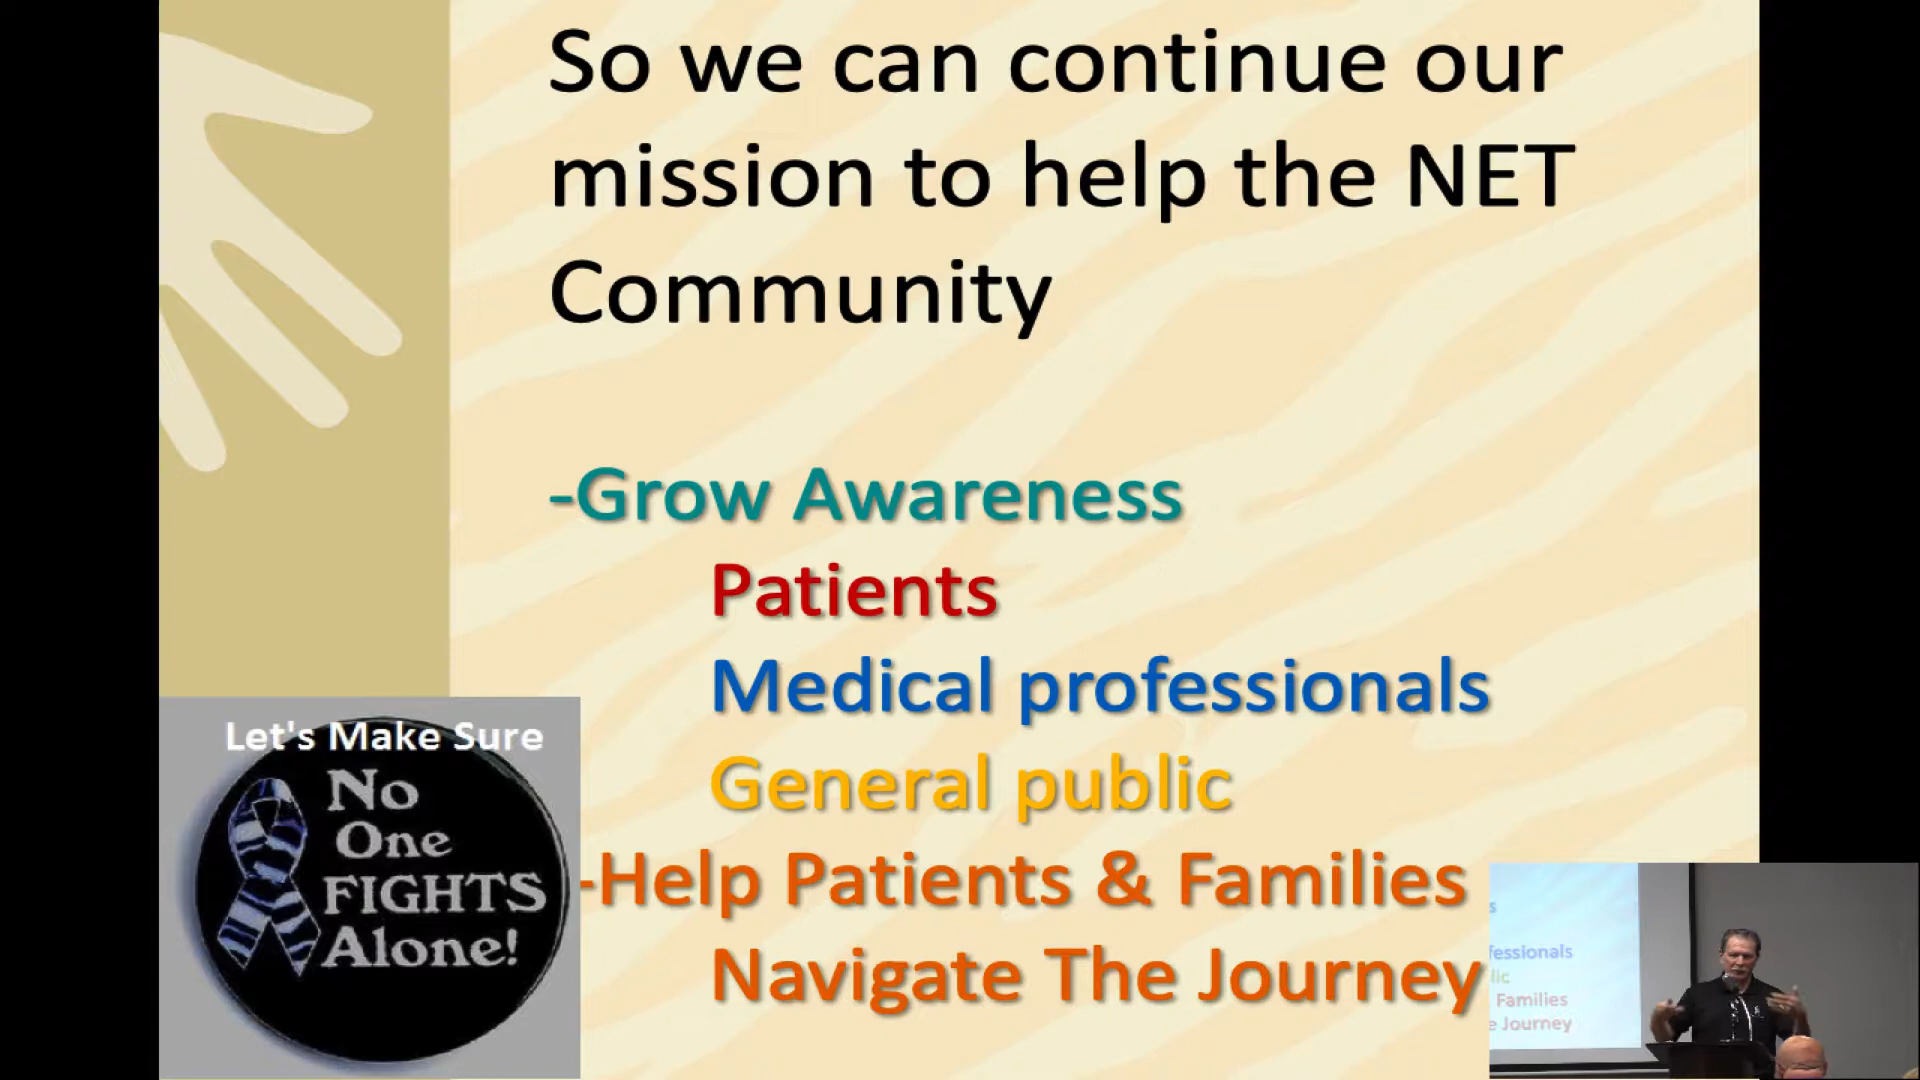 So we can continue our
mission to help the NET
Community
-Grow Awareness
Patients
Medical professionals
General public
-Help Patients & Families
Navigate The Journey
Let's Make Sure
No
One
FIGHTS
Alone!
s
fessionals
lic
Families
e Journey